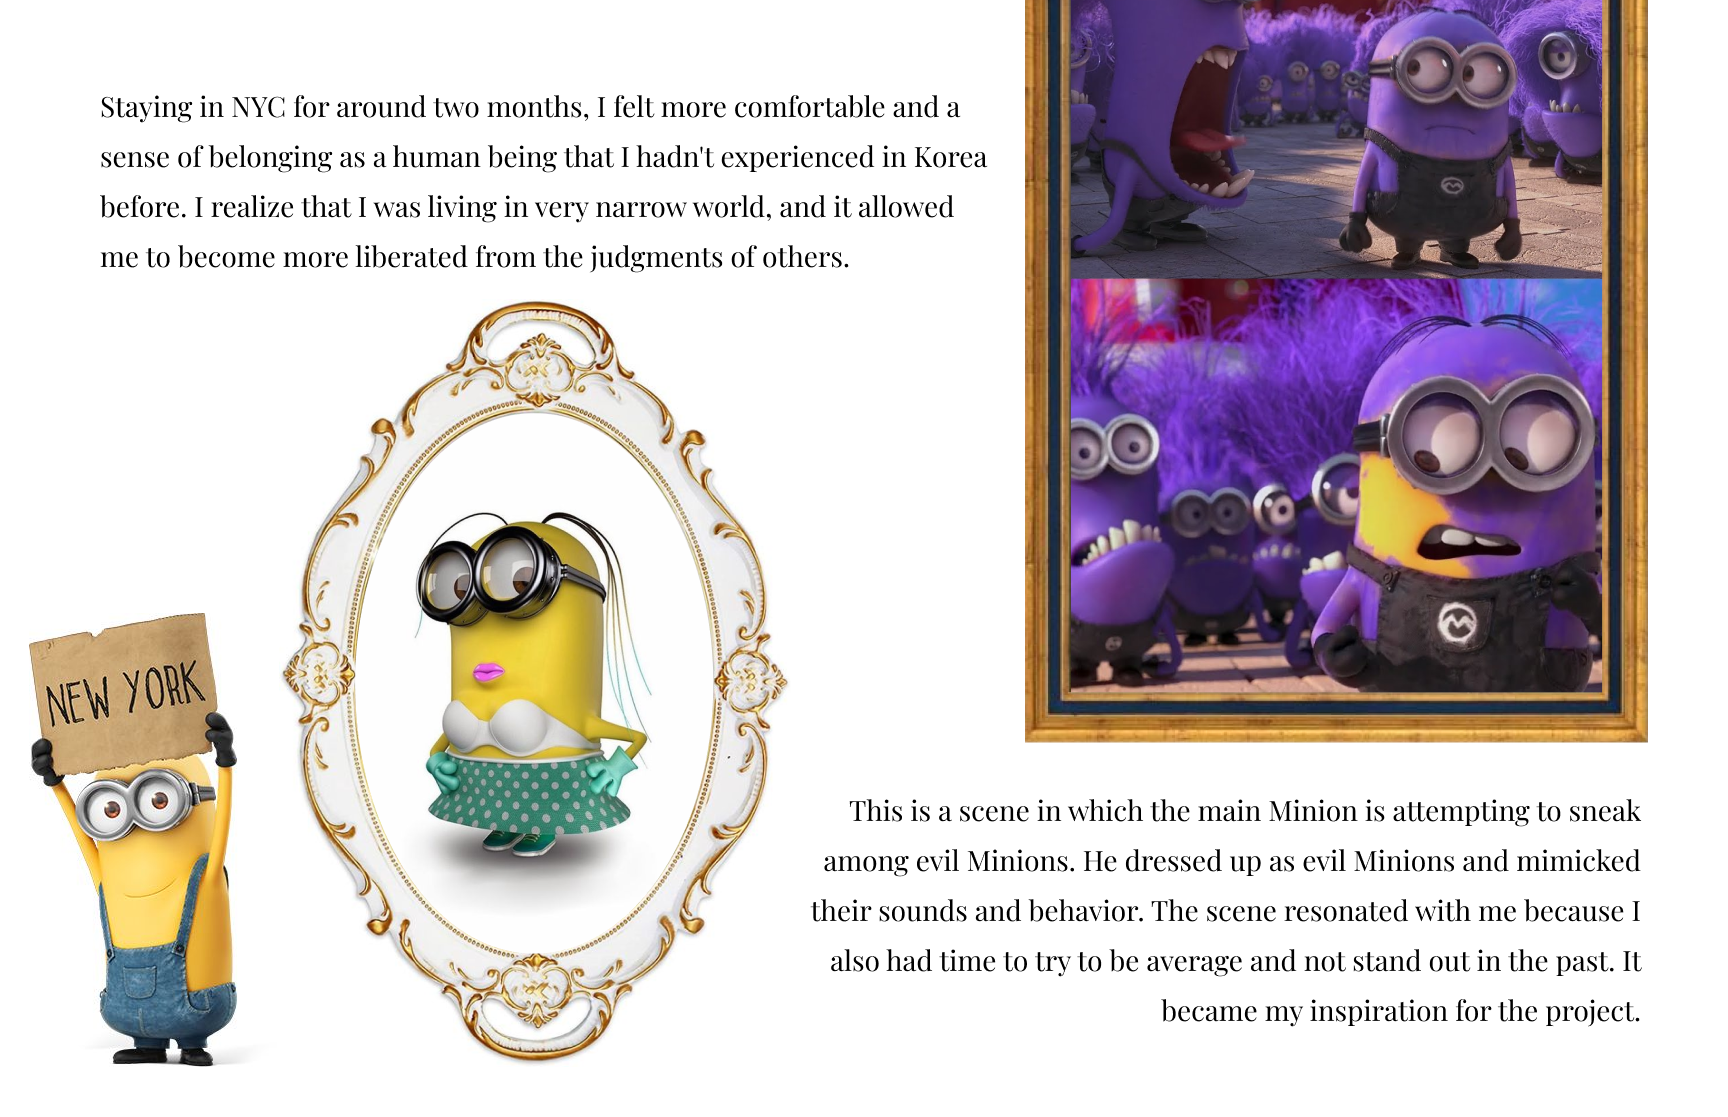 Staying in NYC for around two months, I felt more comfortable and a
sense of belonging as a human being that I hadn't experienced in Korea
before. I realize that I was living in very narrow world, and it allowed
me to become more liberated from the judgments of others.
NEW YORK
This is a scene in which the main Minion is attempting to sneak
among evil Minions. He dressed up as evil Minions and mimicked
their sounds and behavior. The scene resonated with me because I
also had time to try to be average and not stand out in the past. It
became my inspiration for the project.